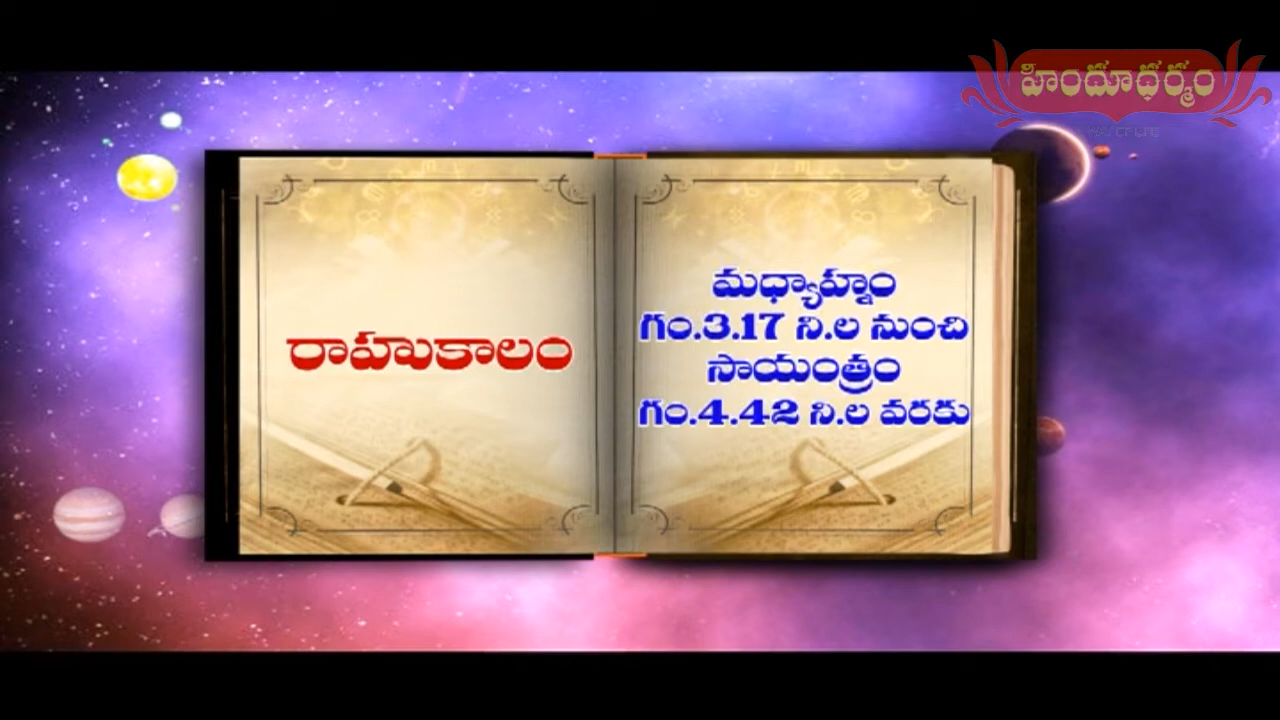 హిందూధర్మం
రాహుకాలం
మధ్యాహ్నం
గం.3.17 ని.ల నుంచి
సాయంత్రం
గం.4.42 ని.ల వరకు